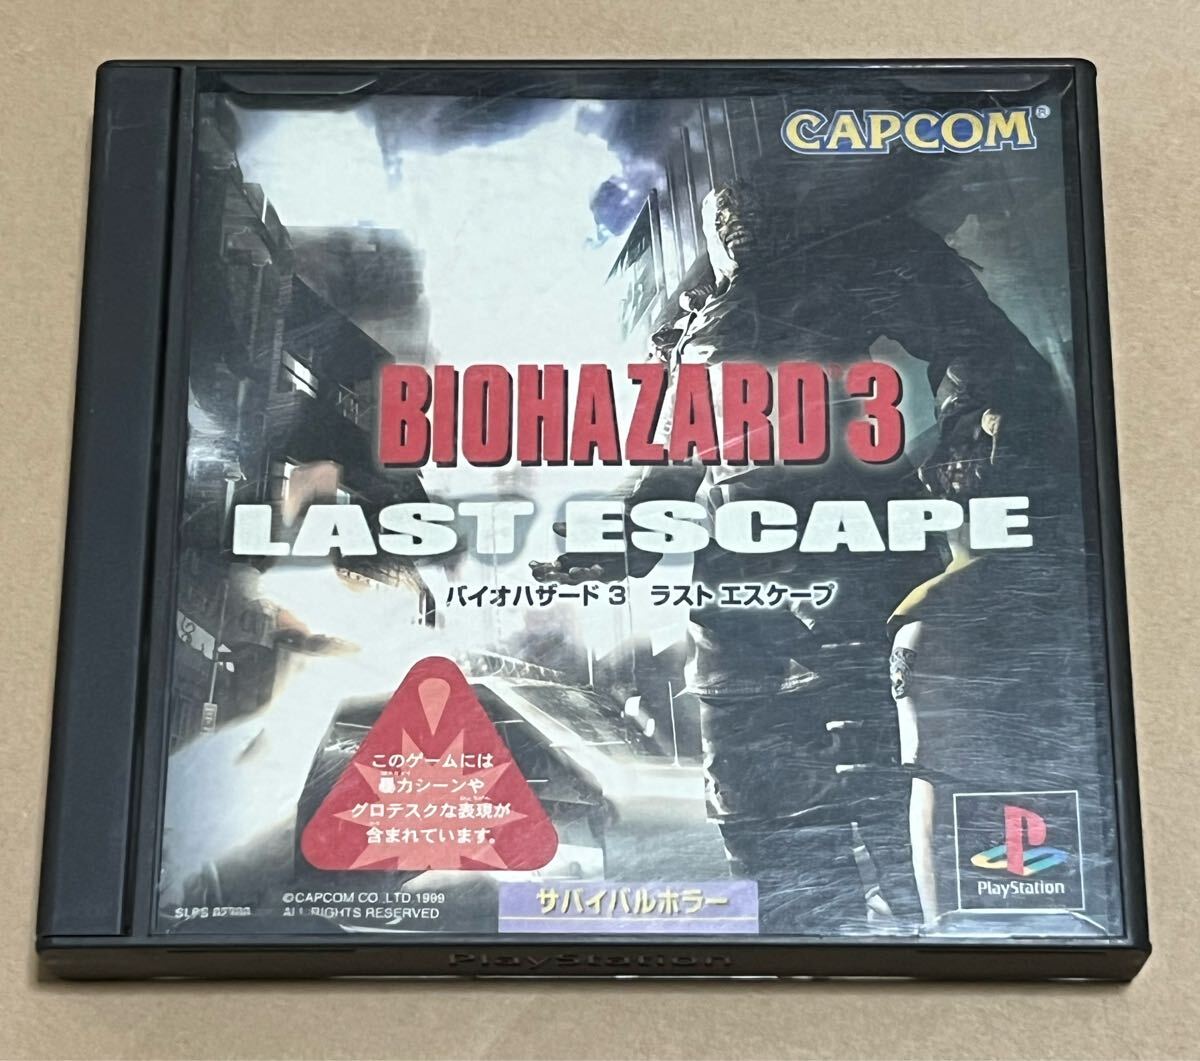 CAPCOM®
BIOHAZARD® 3
LAST ESCAPE
バイオハザード 3 ラスト エスケープ
このゲームには
暴力シーンや
グロテスクな表現が
含まれています。
©CAPCOM CO.,LTD 1999
ALL RIGHTS RESERVED
SLPS
サバイバルホラー
PlayStation
PlayStation